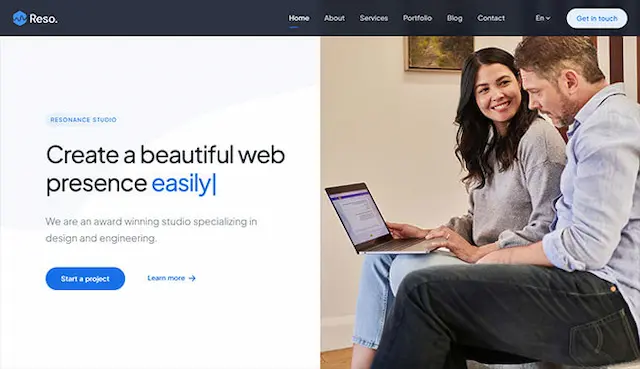 Reso.
Home About Services Portfolio Blog Contact En Get in touch
RESONANCE STUDIO
Create a beautiful web
presence easily|
We are an award winning studio specializing in
design and engineering.
Start a project Learn more →